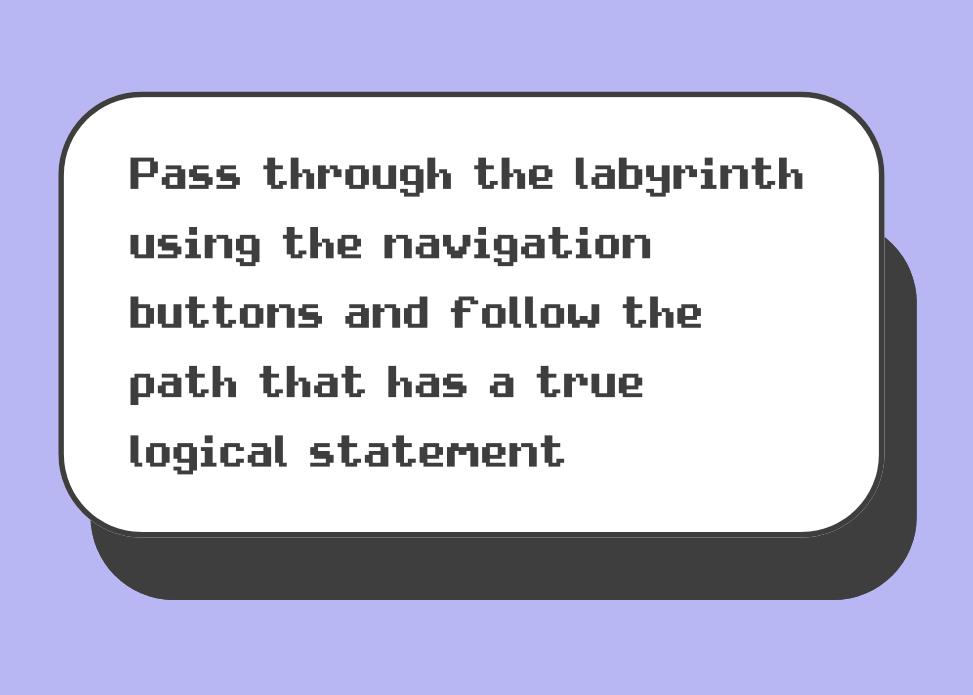 Pass through the labyrinth
using the navigation
buttons and follow the
path that has a true
logical statement